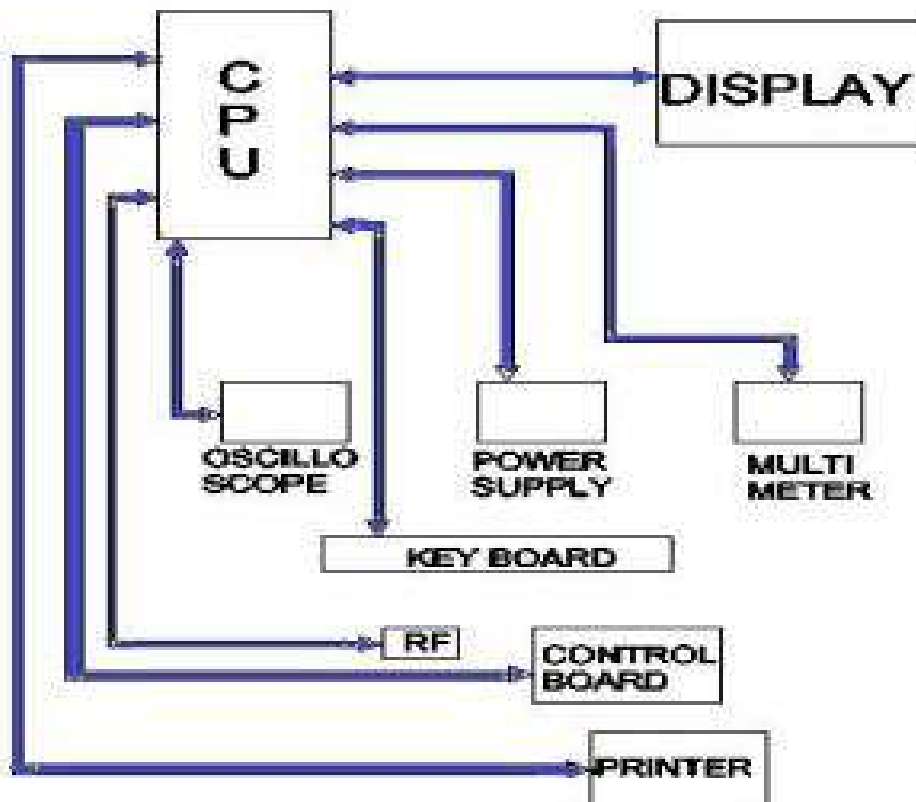 C
P
U
DISPLAY
OSCILLO
SCOPE
POWER
SUPPLY
MULTI
METER
KEY BOARD
RF
CONTROL
BOARD
PRINTER